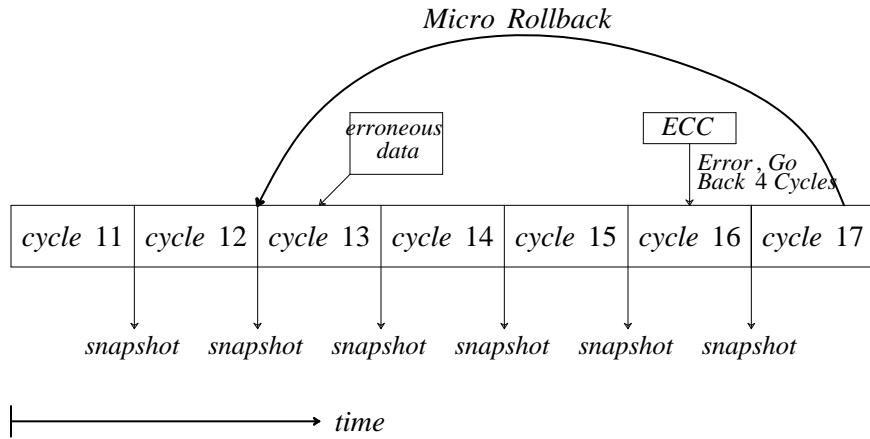 Micro Rollback
erroneous
data
ECC
Error, Go
Back 4 Cycles
cycle 11 cycle 12 cycle 13 cycle 14 cycle 15 cycle 16 cycle 17
snapshot snapshot snapshot snapshot snapshot snapshot
time